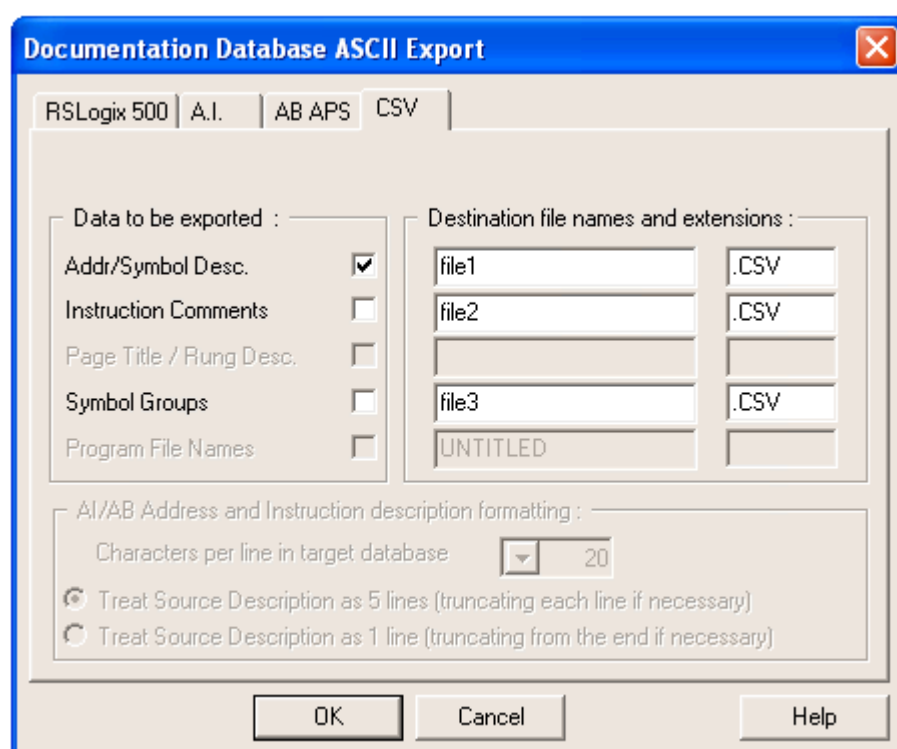 Documentation Database ASCII Export
RSLogix 500 A.I. AB APS CSV
Data to be exported : Destination file names and extensions :
Addr/Symbol Desc. file1 .CSV
Instruction Comments file2 .CSV
Page Title / Rung Desc.
Symbol Groups file3 .CSV
Program File Names UNTITLED
AI/AB Address and Instruction description formatting :
Characters per line in target database 20
Treat Source Description as 5 lines (truncating each line if necessary)
Treat Source Description as 1 line (truncating from the end if necessary)
OK Cancel Help